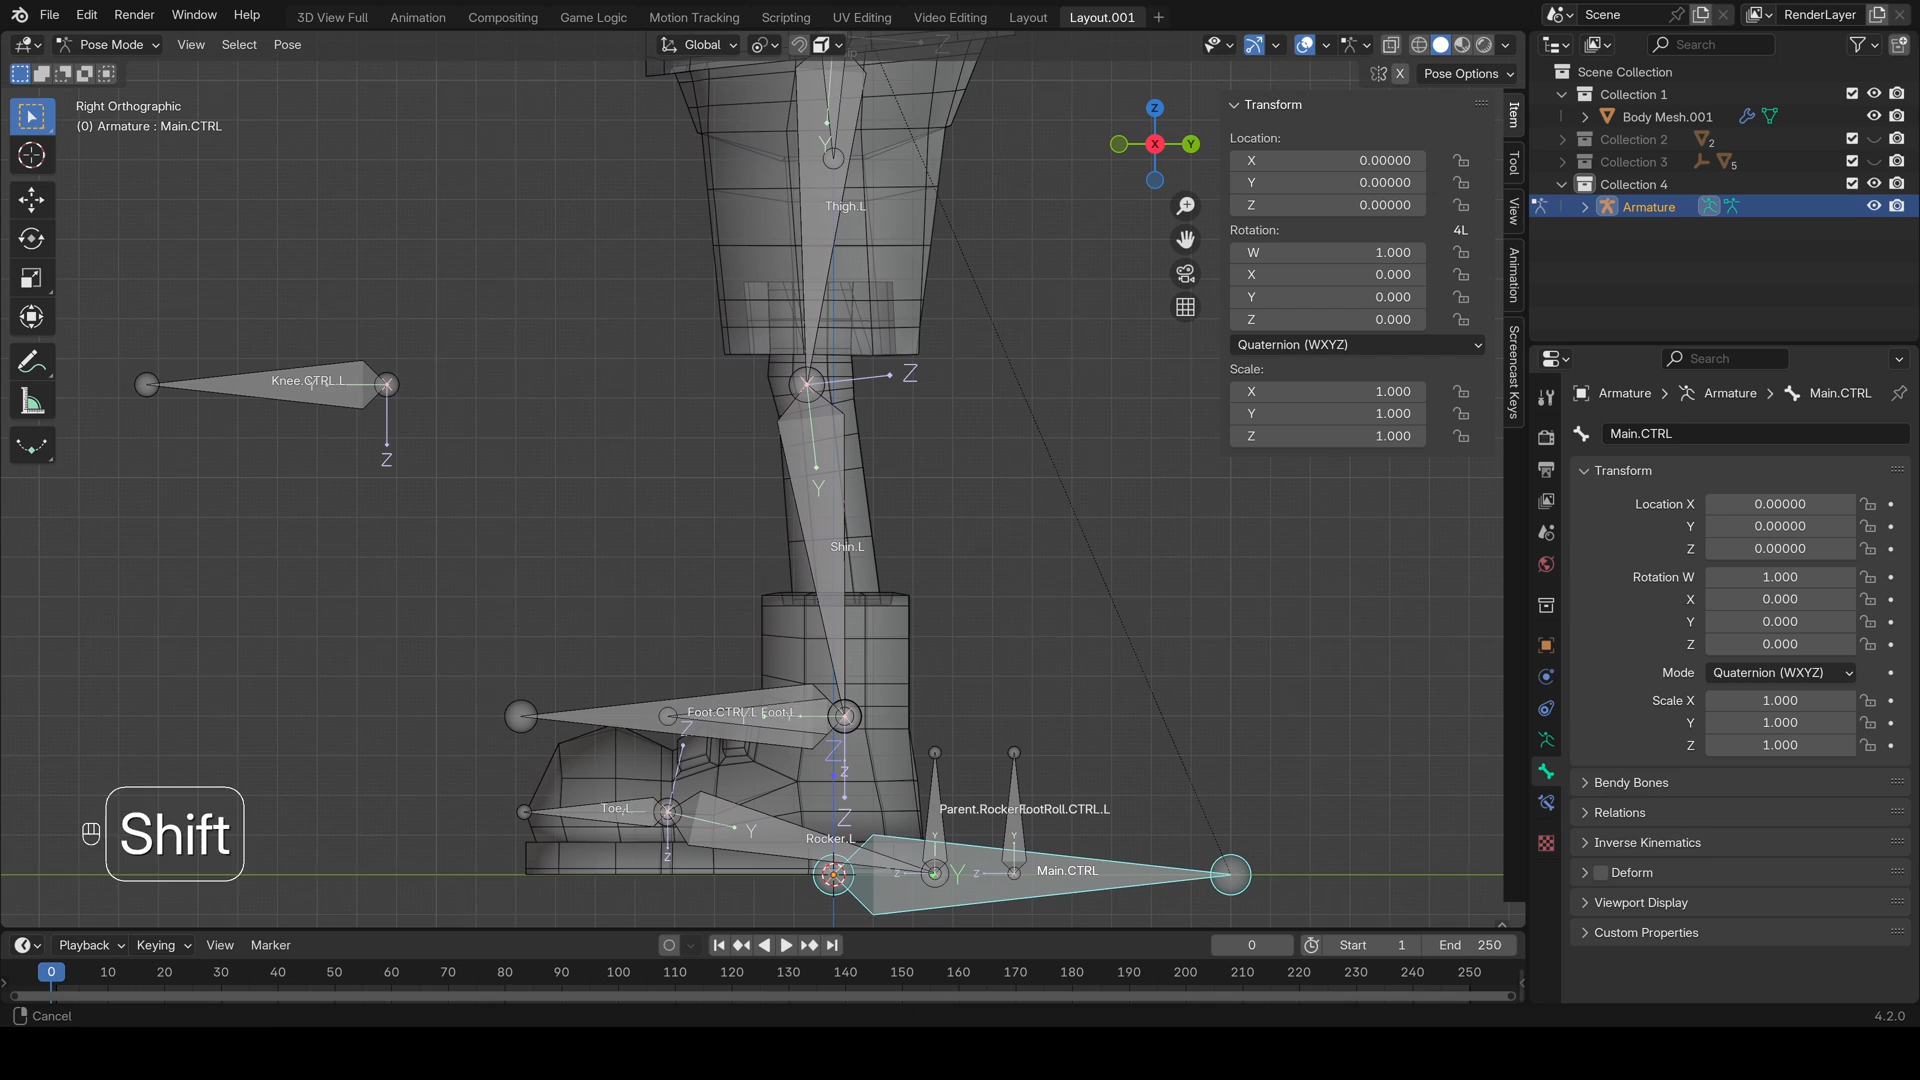 File Edit Render Window Help 3D View Full Animation Compositing Game Logic Motion Tracking Scripting UV Editing Video Editing Layout Layout.001 Scene RenderLayer
Pose Mode View Select Pose Global Search
X Pose Options
Scene Collection
Collection 1
Body Mesh.001
Collection 2 2
Collection 3 5
Collection 4
Armature
Right Orthographic
(0) Armature : Main.CTRL
Z
X
Y
Transform
Location:
X 0.00000
Y 0.00000
Z 0.00000
Rotation: 4L
W 1.000
X 0.000
Y 0.000
Z 0.000
Quaternion (WXYZ)
Scale:
X 1.000
Y 1.000
Z 1.000
Item
Tool
View
Animation
Screencast Keys
Z
Y
Thigh.L
Z
Knee.CTRL.L
Z
Y
Shin.L
Foot.CTRL.L Foot.L
Z
Z
z
Z
Toe.L
Y
z
Rocker.L
Parent.Rocker FootRoll.CTRL.L
Y
Y
z
Y
z
Main.CTRL
Shift
Search
Armature Armature Main.CTRL
Main.CTRL
Transform
Location X 0.00000
Y 0.00000
Z 0.00000
Rotation W 1.000
X 0.000
Y 0.000
Z 0.000
Mode Quaternion (WXYZ)
Scale X 1.000
Y 1.000
Z 1.000
Bendy Bones
Relations
Inverse Kinematics
Deform
Viewport Display
Custom Properties
Playback Keying View Marker 0 Start 1 End 250
0 10 20 30 40 50 60 70 80 90 100 110 120 130 140 150 160 170 180 190 200 210 220 230 240 250
Cancel 4.2.0